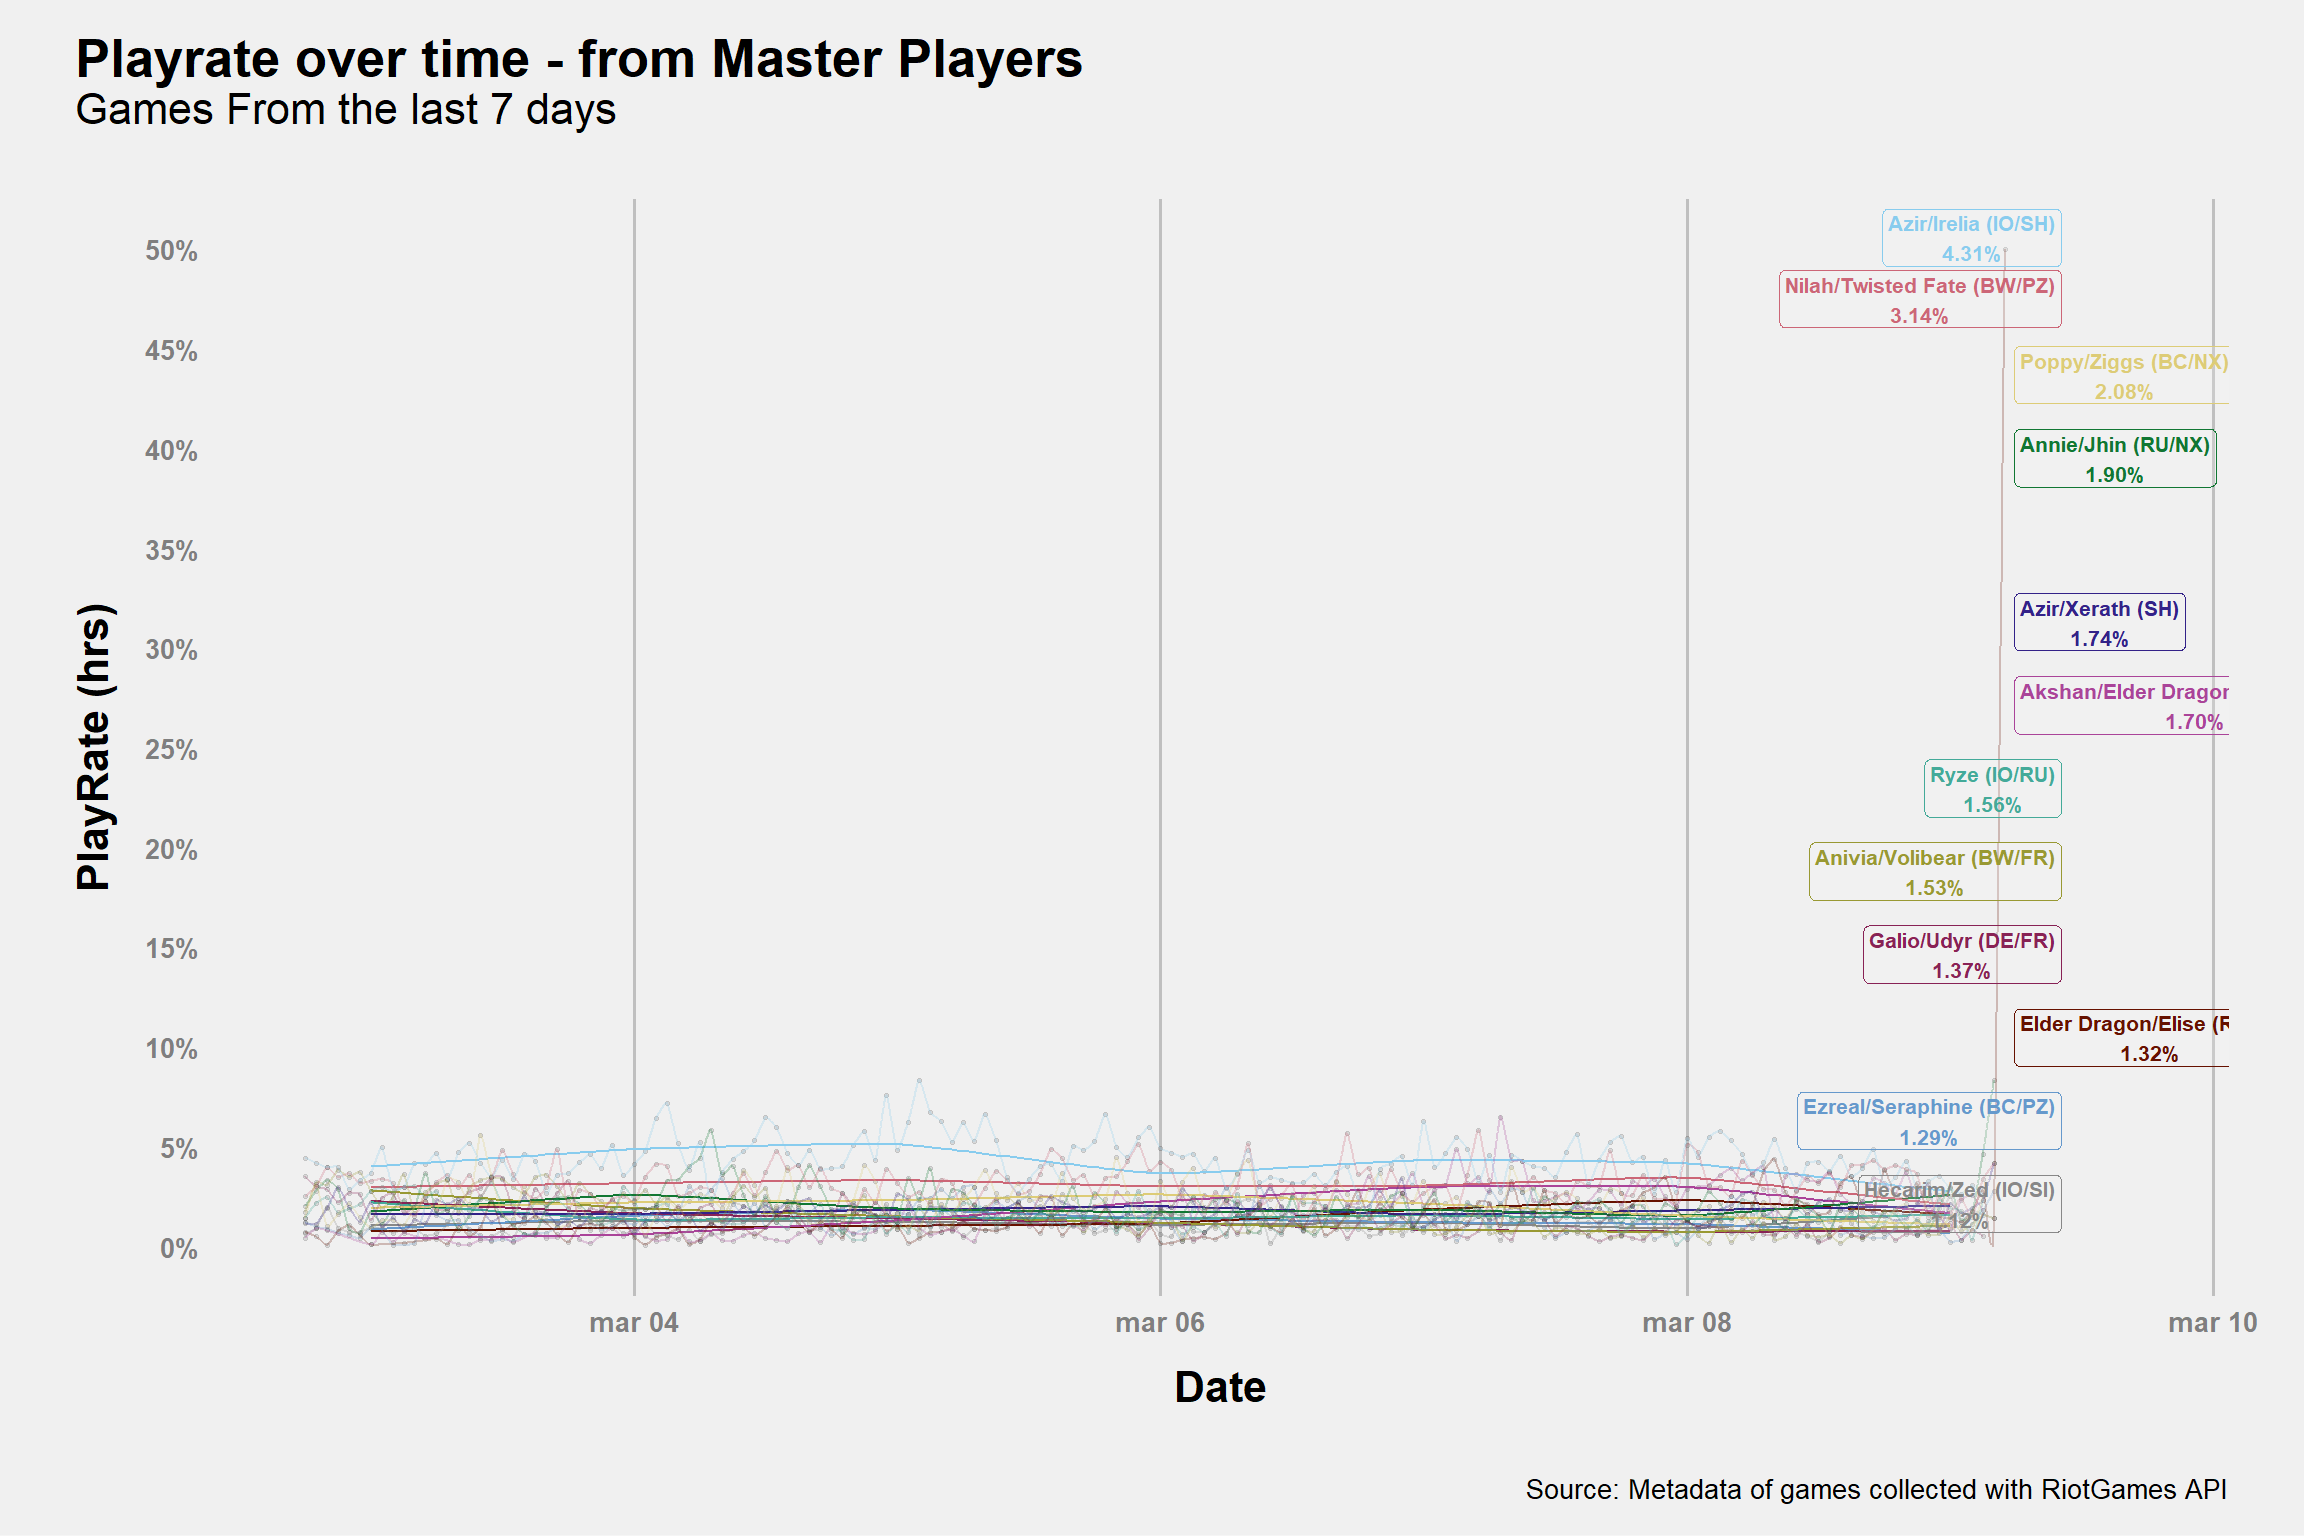 Playrate over time - from Master Players
Games From the last 7 days
PlayRate (hrs)
50%
45%
40%
35%
30%
25%
20%
15%
10%
5%
0%
Azir/Irelia (IO/SH)
4.31%
Nilah/Twisted Fate (BW/PZ)
3.14%
Poppy/Ziggs (BC/NX)
2.08%
Annie/Jhin (RU/NX)
1.90%
Azir/Xerath (SH)
1.74%
Akshan/Elder Dragon
1.70%
Ryze (IO/RU)
1.56%
Anivia/Volibear (BW/FR)
1.53%
Galio/Udyr (DE/FR)
1.37%
Elder Dragon/Elise (R
1.32%
Ezreal/Seraphine (BC/PZ)
1.29%
Hecarim/Zed (IO/SI)
1.12%
mar 04
mar 06
mar 08
mar 10
Date
Source: Metadata of games collected with RiotGames API